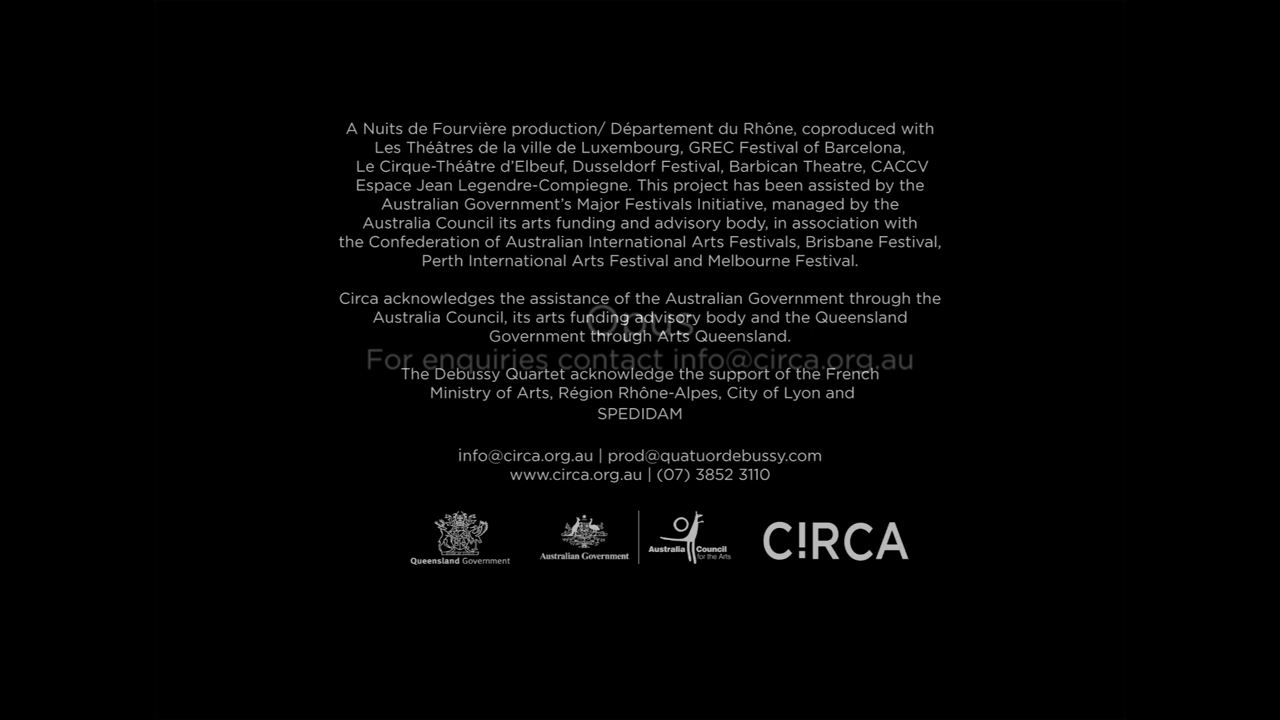 A Nuits de Fourvière production/ Département du Rhône, coproduced with
Les Théâtres de la ville de Luxembourg, GREC Festival of Barcelona,
Le Cirque-Théâtre d'Elbeuf, Dusseldorf Festival, Barbican Theatre, CACCV
Espace Jean Legendre-Compiegne. This project has been assisted by the
Australian Government's Major Festivals Initiative, managed by the
Australia Council its arts funding and advisory body, in association with
the Confederation of Australian International Arts Festivals, Brisbane Festival,
Perth International Arts Festival and Melbourne Festival.
Circa acknowledges the assistance of the Australian Government through the
Australia Council, its arts funding advisory body and the Queensland
Opus
Government through Arts Queensland.
For enquiries contact info@circa.org.au
The Debussy Quartet acknowledge the support of the French
Ministry of Arts, Région Rhône-Alpes, City of Lyon and
SPEDIDAM
info@circa.org.au | prod@quatuordebussy.com
www.circa.org.au | (07) 3852 3110
Queensland Government
Australian Government
Australia Council
for the Arts
C!RCA